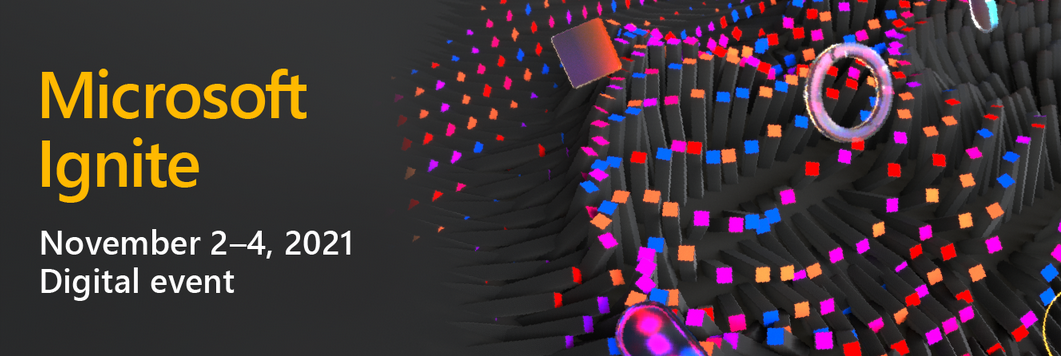 Microsoft
Ignite
November 2–4, 2021
Digital event